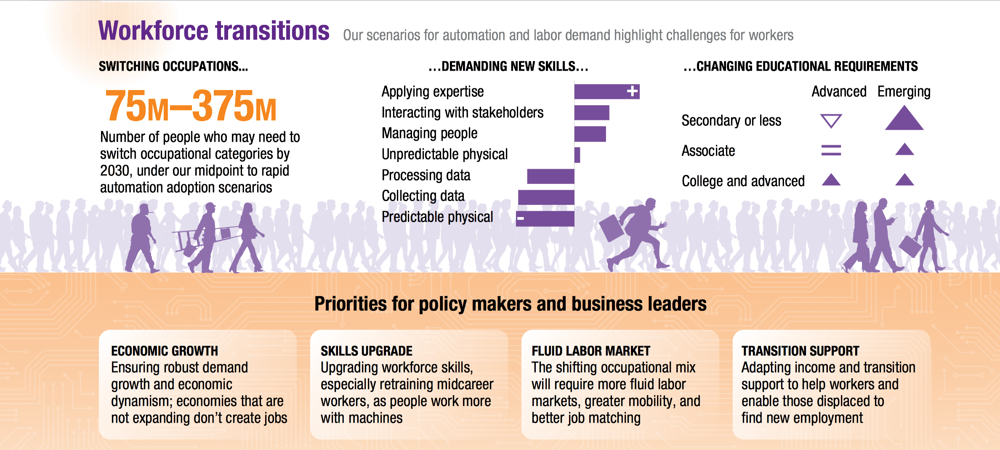 Workforce transitions Our scenarios for automation and labor demand highlight challenges for workers
SWITCHING OCCUPATIONS...
75M–375M
Number of people who may need to
switch occupational categories by
2030, under our midpoint to rapid
automation adoption scenarios
...DEMANDING NEW SKILLS...
Applying expertise +
Interacting with stakeholders
Managing people
Unpredictable physical
Processing data
Collecting data
Predictable physical -
...CHANGING EDUCATIONAL REQUIREMENTS
Advanced Emerging
Secondary or less
Associate =
College and advanced
Priorities for policy makers and business leaders
ECONOMIC GROWTH
Ensuring robust demand
growth and economic
dynamism; economies that are
not expanding don't create jobs
SKILLS UPGRADE
Upgrading workforce skills,
especially retraining midcareer
workers, as people work more
with machines
FLUID LABOR MARKET
The shifting occupational mix
will require more fluid labor
markets, greater mobility, and
better job matching
TRANSITION SUPPORT
Adapting income and transition
support to help workers and
enable those displaced to
find new employment